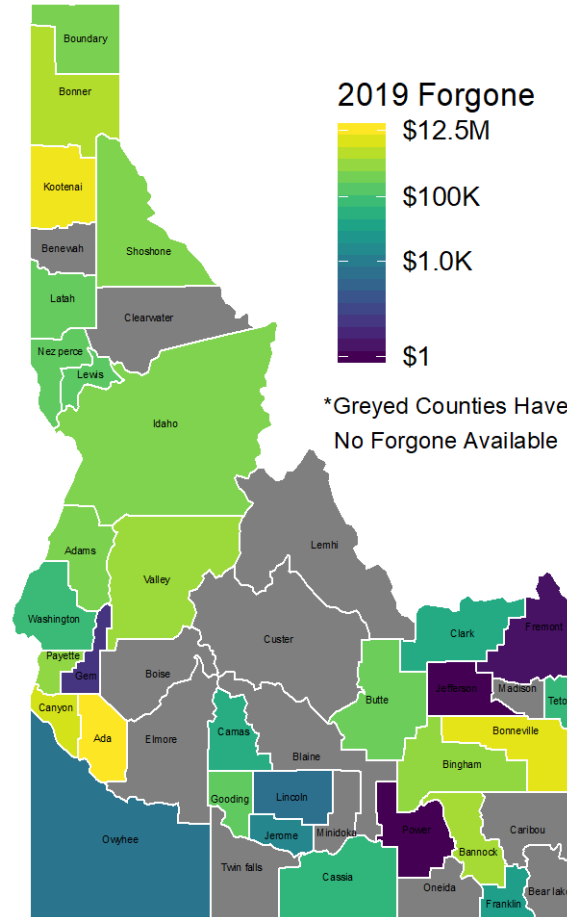 Boundary
Bonner
2019 Forgone
$12.5M
Kootenai
$100K
Benewah
Shoshone
$1.0K
Latah
Clearwater
Nez perce
$1
Lewis
*Greyed Counties Have
No Forgone Available
Idaho
Lemhi
Adams
Valley
Washington
Fremont
Clark
Custer
Payette
Boise
Gem
Jefferson
Madison
Butte
Canyon
Teto
Camas
Bonneville
Ada
Elmore
Blaine
Bingham
Gooding
Lincoln
Power
Minidoka
Caribou
Jerome
Owyhee
Bannock
Twin falls
Cassia
Oneida
Bear lake
Franklin